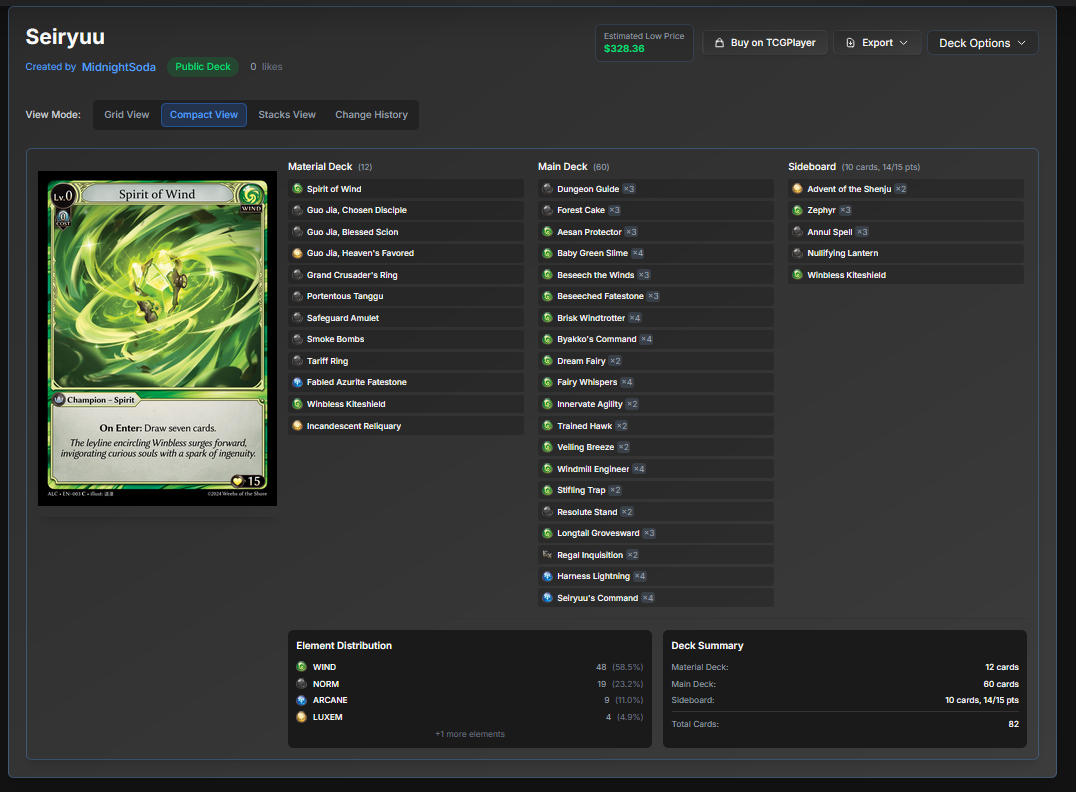 Seiryuu
Created by MidnightSoda Public Deck 0 likes
Estimated Low Price
$328.36
Buy on TCGPlayer
Export
Deck Options
View Mode: Grid View Compact View Stacks View Change History
Lv.0 Spirit of Wind
WIND
COST
Champion – Spirit
On Enter: Draw seven cards.
The leyline encircling Winbless surges forward,
invigorating curious souls with a spark of ingenuity.
15
ALC • EN-003 C • illust:
©2024 Weebs of the Shore
Material Deck (12)
Spirit of Wind
Guo Jia, Chosen Disciple
Guo Jia, Blessed Scion
Guo Jia, Heaven's Favored
Grand Crusader's Ring
Portentous Tanggu
Safeguard Amulet
Smoke Bombs
Tariff Ring
Fabled Azurite Fatestone
Winbless Kiteshield
Incandescent Reliquary
Main Deck (60)
Dungeon Guide ×3
Forest Cake ×3
Aesan Protector ×3
Baby Green Slime ×4
Beseech the Winds ×3
Beseeched Fatestone ×3
Brisk Windtrotter ×4
Byakko's Command ×4
Dream Fairy ×2
Fairy Whispers ×4
Innervate Agility ×2
Trained Hawk ×2
Veiling Breeze ×2
Windmill Engineer ×4
Stifling Trap ×2
Resolute Stand ×2
Longtail Grovesward ×3
Ex Regal Inquisition ×2
Harness Lightning ×4
Seiryuu's Command ×4
Sideboard (10 cards, 14/15 pts)
Advent of the Shenju ×2
Zephyr ×3
Annul Spell ×3
Nullifying Lantern
Winbless Kiteshield
Element Distribution
WIND 48 (58.5%)
NORM 19 (23.2%)
ARCANE 9 (11.0%)
LUXEM 4 (4.9%)
+1 more elements
Deck Summary
Material Deck: 12 cards
Main Deck: 60 cards
Sideboard: 10 cards, 14/15 pts
Total Cards: 82